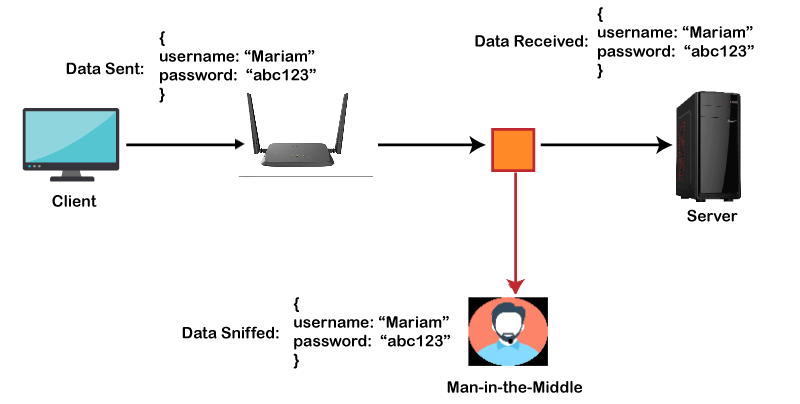 Data Sent:
{
username: “Mariam”
password:  “abc123”
}
Data Received:
{
username: “Mariam”
password:  “abc123”
}
Client
Server
Data Sniffed:
{
username: “Mariam”
password:  “abc123”
}
Man-in-the-Middle